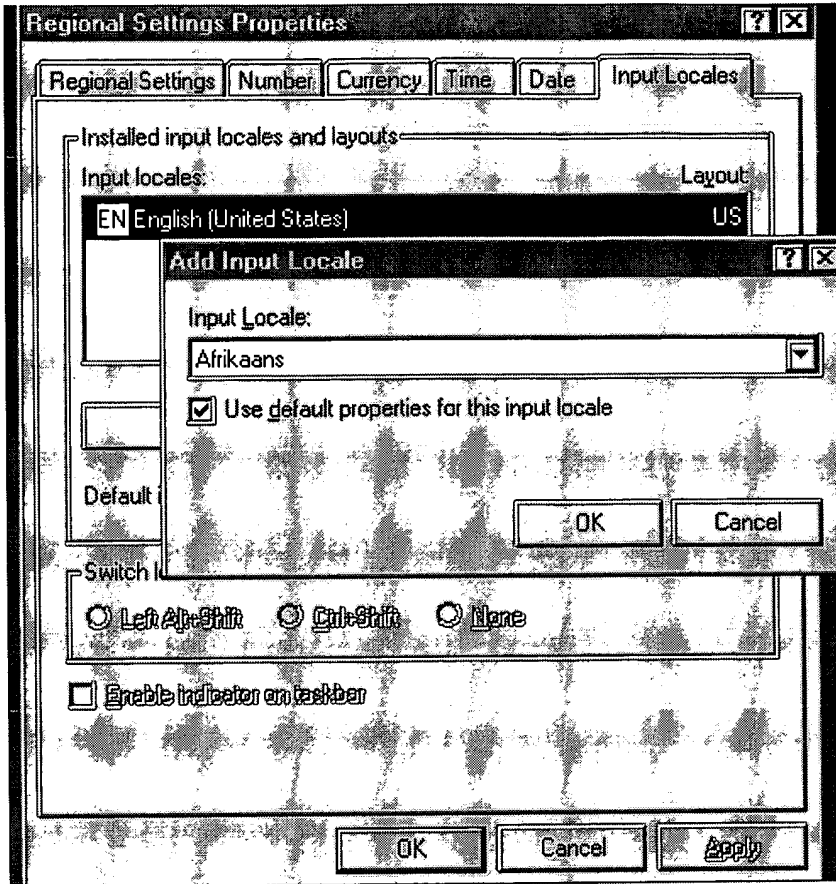 Regional Settings Properties
Regional Settings Number Currency Time Date Input Locales
Installed input locales and layouts
Input locales: Layout:
EN English (United States) US
Add Input Locale
Input Locale:
Afrikaans
Use default properties for this input locale
OK Cancel
Default i
Switch l
Left Alt+Shift Ctrl+Shift None
Enable indicator on taskbar
OK Cancel Apply